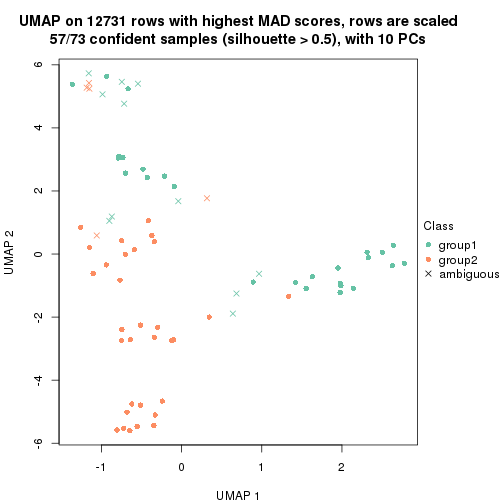 UMAP on 12731 rows with highest MAD scores, rows are scaled
57/73 confident samples (silhouette > 0.5), with 10 PCs
6
4
2
0
-2
-4
-6
UMAP 2
-1
0
1
2
UMAP 1
Class
group1
group2
ambiguous